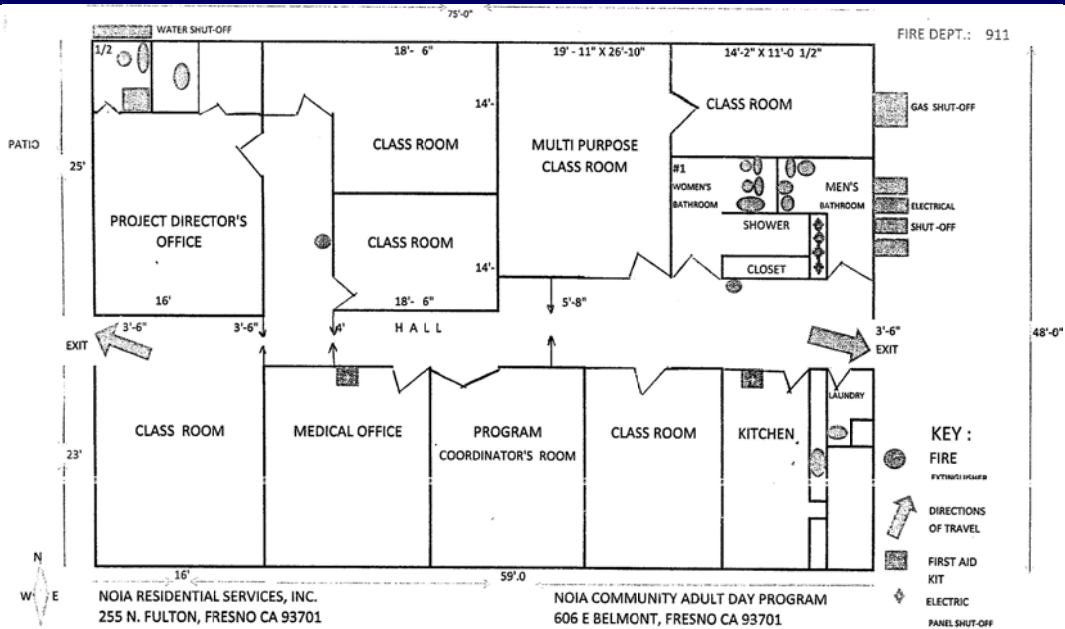 75'-0"
WATER SHUT-OFF
FIRE DEPT.: 911
1/2
18'- 6"
19' - 11" X 26'-10"
14'-2" X 11'-0 1/2"
14'-
CLASS ROOM
GAS SHUT-OFF
PATIO
25'
CLASS ROOM
MULTI PURPOSE
CLASS ROOM
#1
WOMEN'S
BATHROOM
MEN'S
BATHROOM
ELECTRICAL
SHUT -OFF
PROJECT DIRECTOR'S
OFFICE
SHOWER
CLASS ROOM
14'-
CLOSET
16'
18'- 6"
5'-8"
3'-6"
3'-6"
4'
HALL
3'-6"
48'-0"
EXIT
EXIT
LAUNDRY
CLASS ROOM
MEDICAL OFFICE
PROGRAM
COORDINATOR'S ROOM
CLASS ROOM
KITCHEN
KEY :
FIRE
EXTINGUISHER
23'
DIRECTIONS
OF TRAVEL
FIRST AID
KIT
ELECTRIC
PANEL SHUT-OFF
N
W E
S
16'
59'.0
NOIA RESIDENTIAL SERVICES, INC.
255 N. FULTON, FRESNO CA 93701
NOIA COMMUNITY ADULT DAY PROGRAM
606 E BELMONT, FRESNO CA 93701